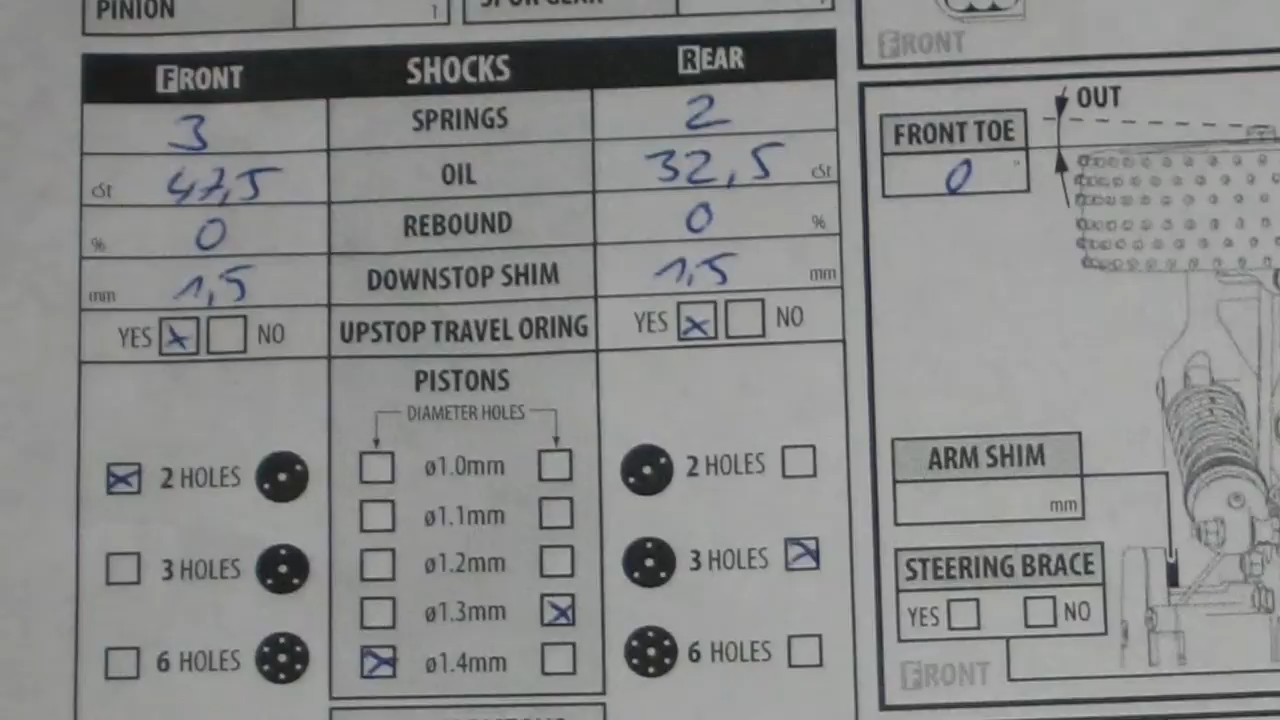 PINION
SPUR GEAR
FRONT SHOCKS REAR
3 SPRINGS 2
cSt 47,5 OIL 32,5 cSt
% 0 REBOUND 0 %
mm 1,5 DOWNSTOP SHIM 1,5 mm
YES NO UPSTOP TRAVEL ORING YES NO
PISTONS
DIAMETER HOLES
2 HOLES ø1.0mm 2 HOLES
ø1.1mm
3 HOLES ø1.2mm 3 HOLES
ø1.3mm
6 HOLES ø1.4mm 6 HOLES
FRONT
OUT
FRONT TOE
0 °
ARM SHIM
mm
STEERING BRACE
YES NO
FRONT